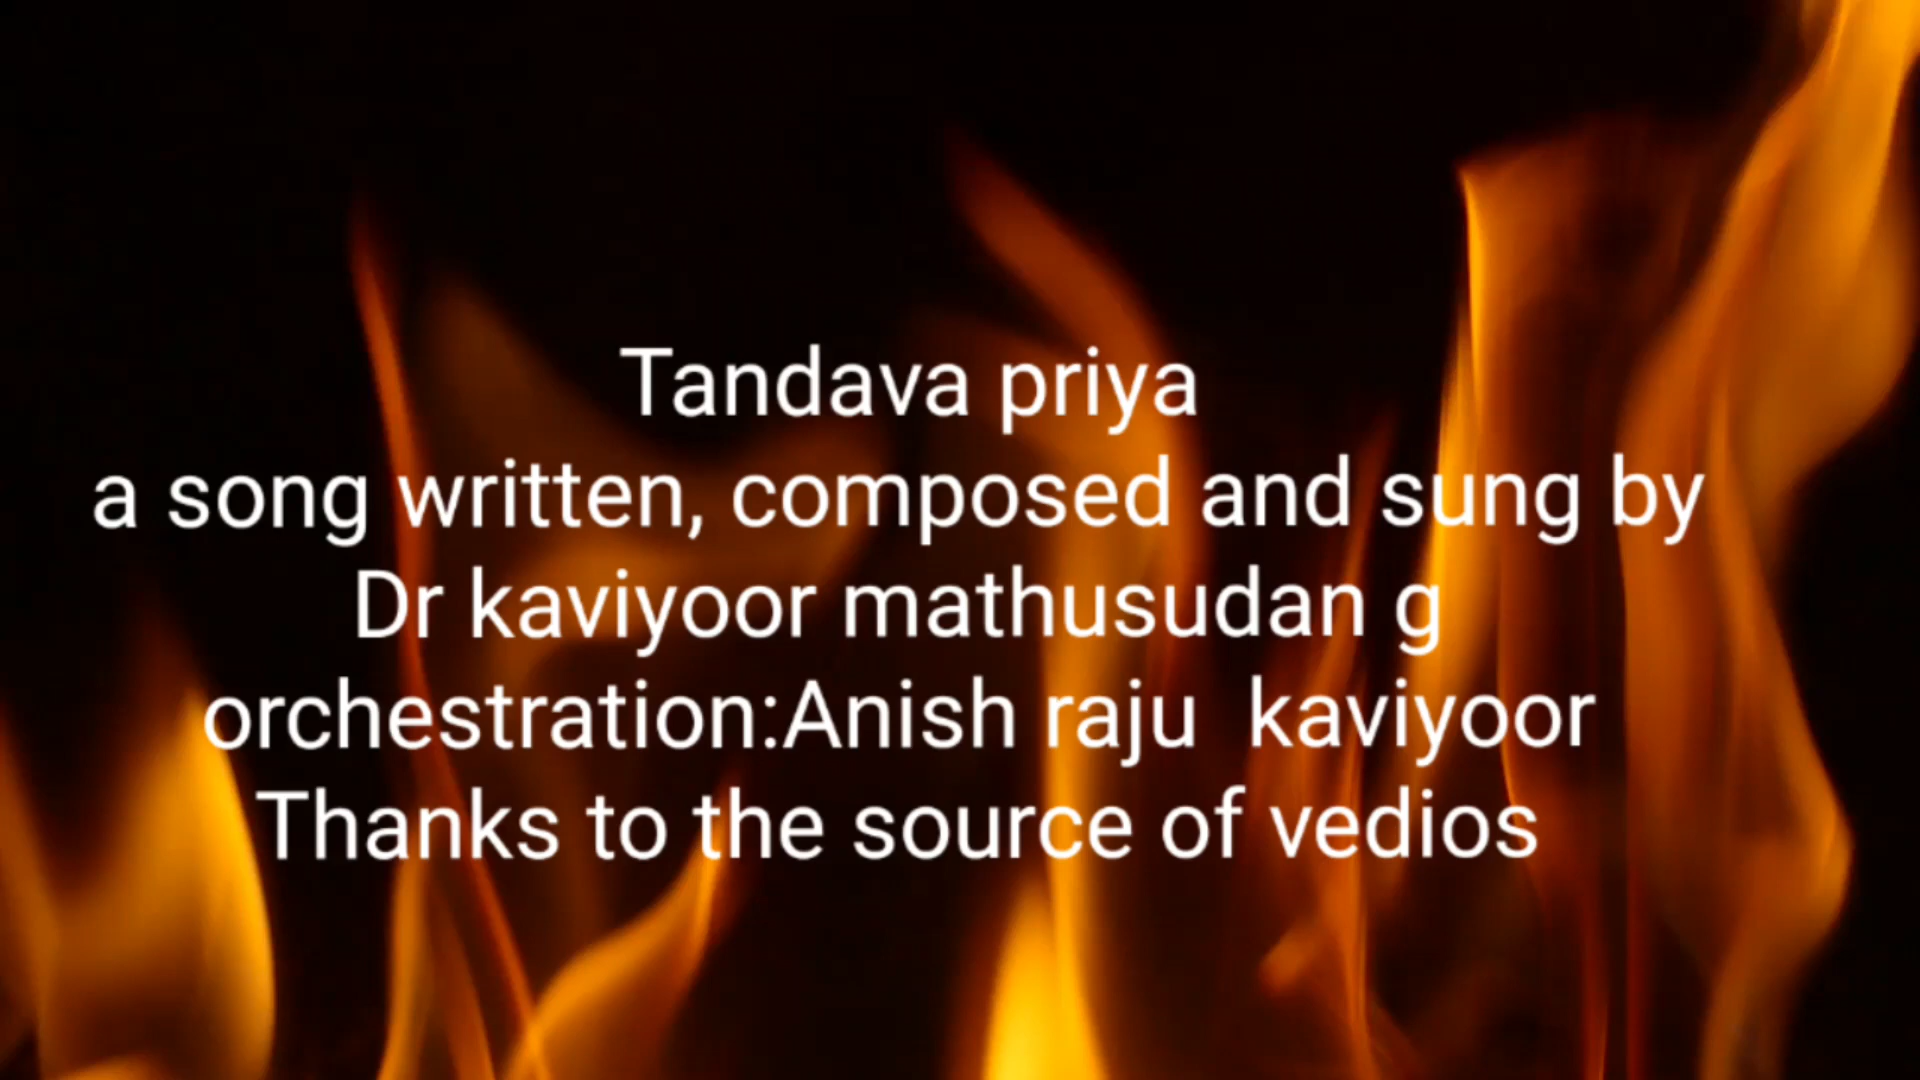 Tandava priya
a song written, composed and sung by
Dr kaviyoor mathusudan g
orchestration:Anish raju  kaviyoor
Thanks to the source of vedios